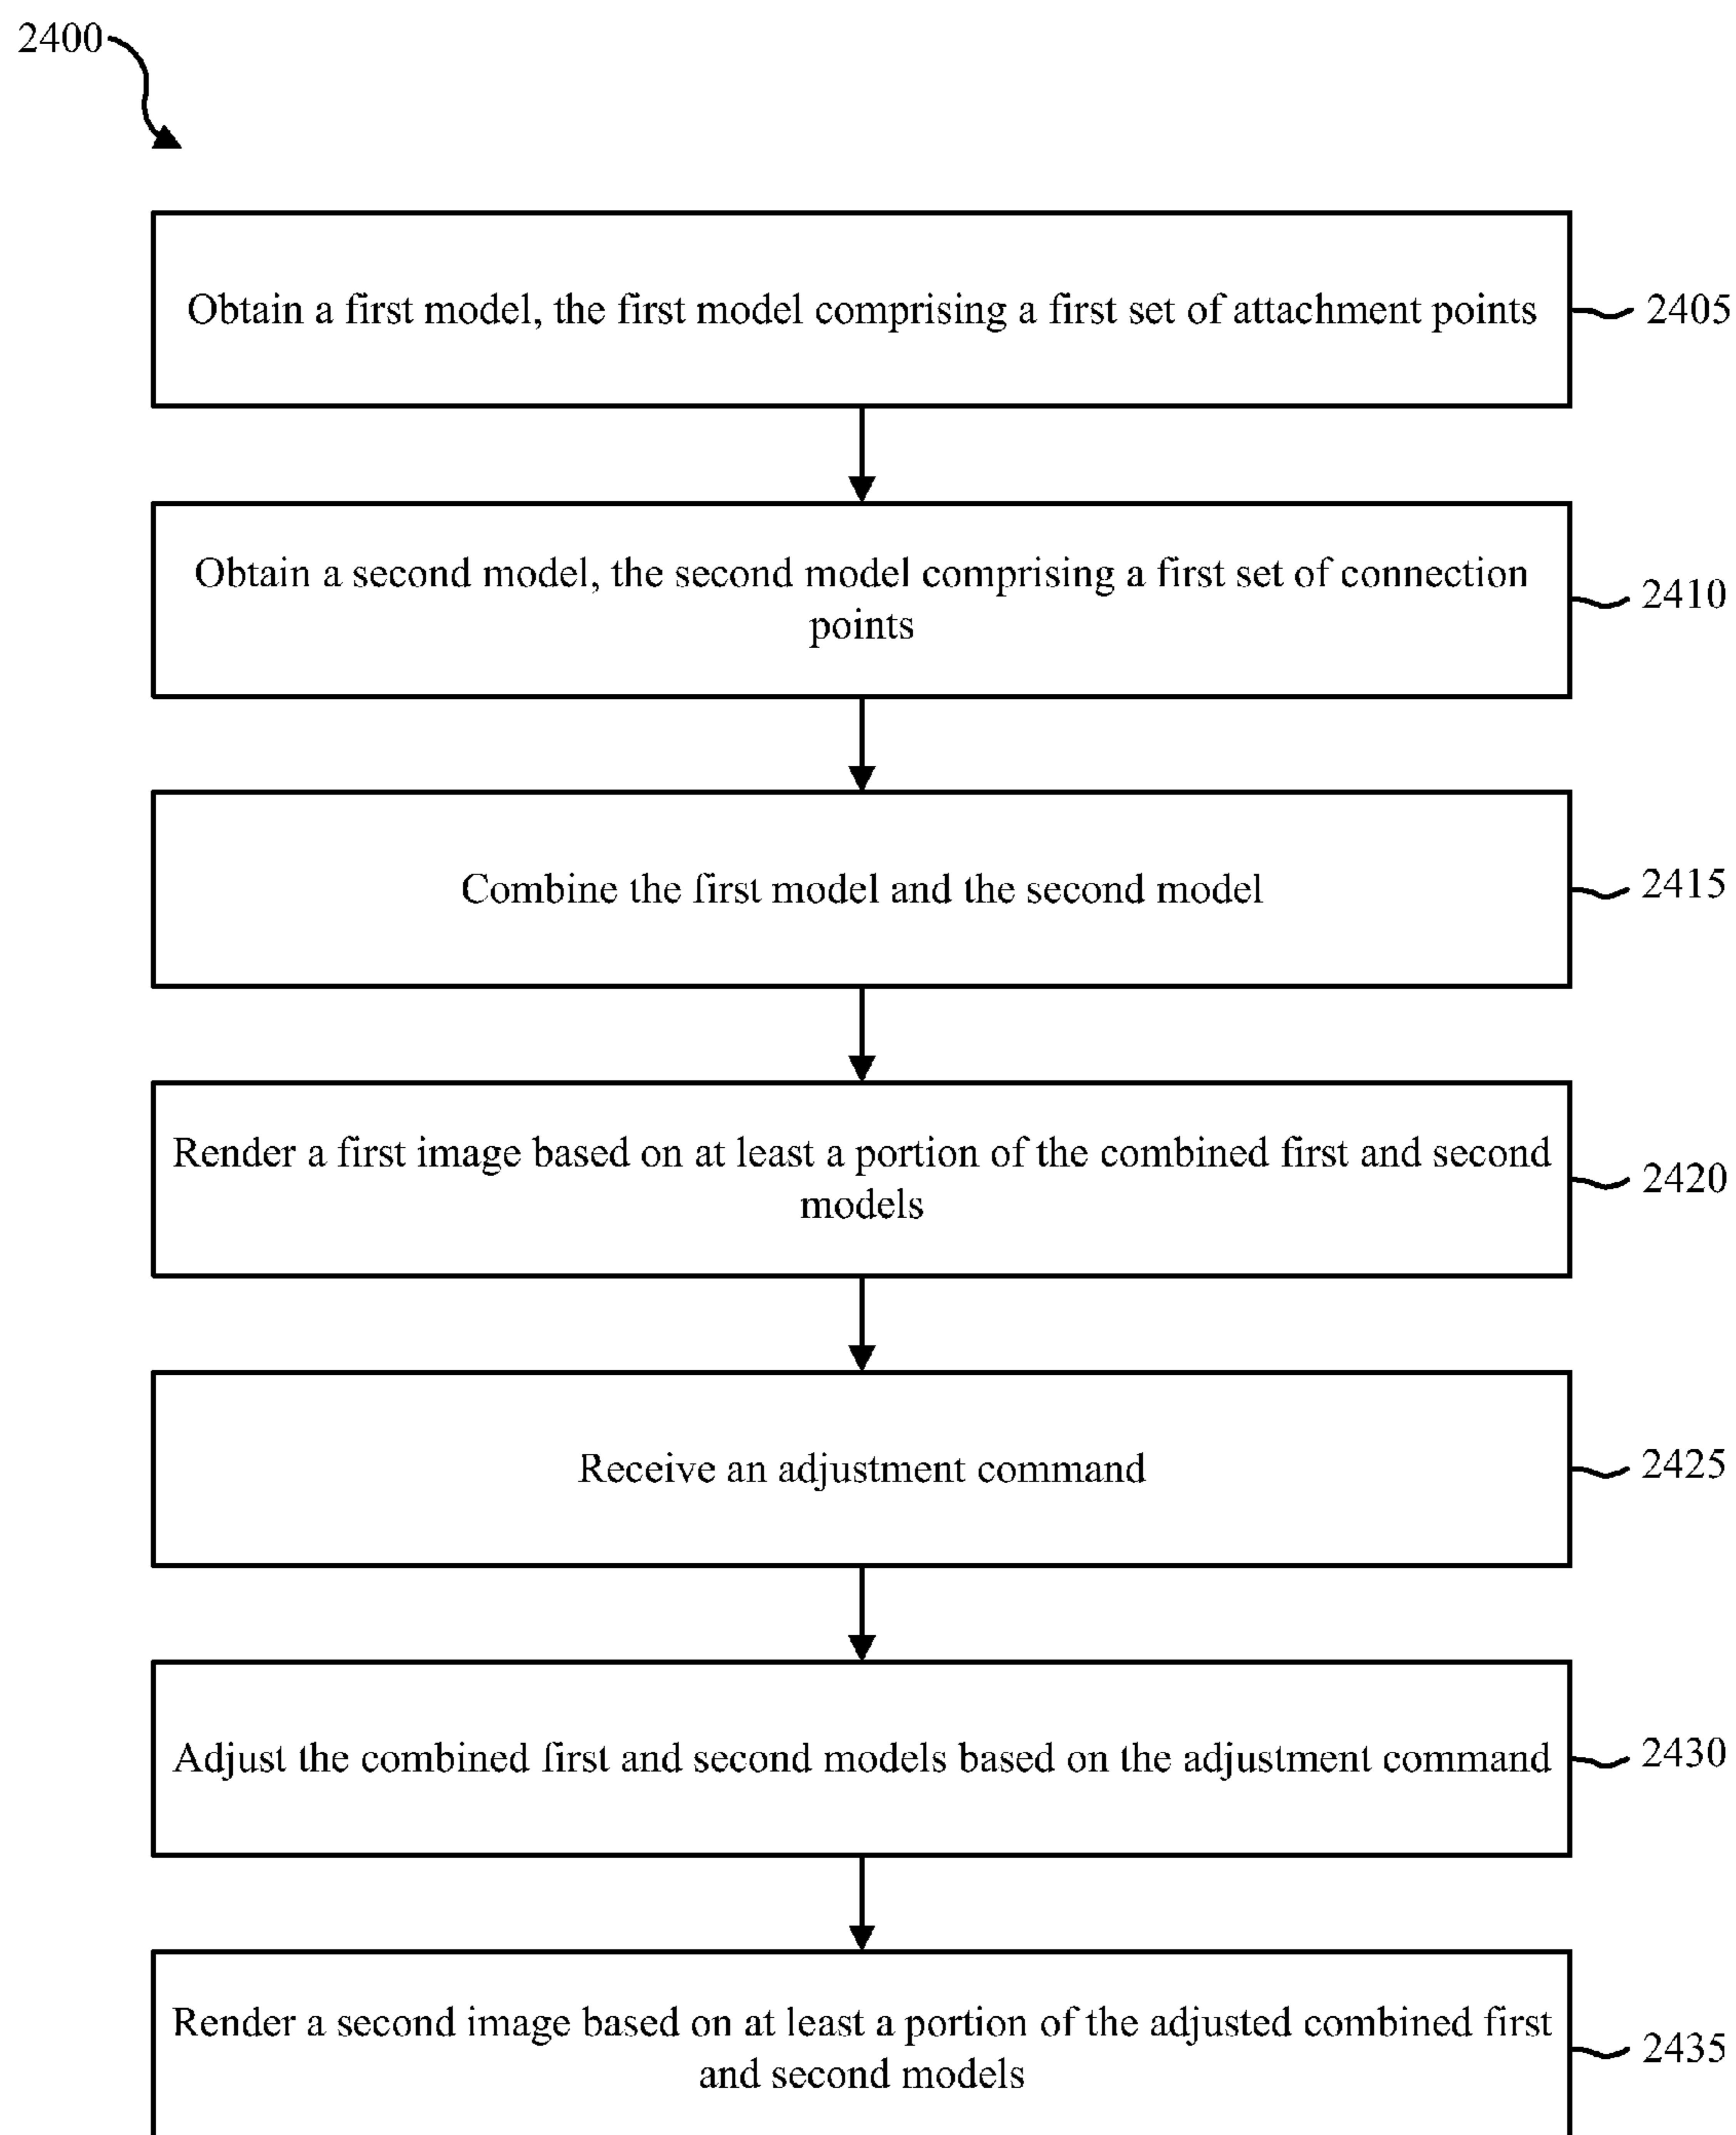 2400
Obtain a first model, the first model comprising a first set of attachment points
2405
Obtain a second model, the second model comprising a first set of connection
points
2410
Combine the first model and the second model
2415
Render a first image based on at least a portion of the combined first and second
models
2420
Receive an adjustment command
2425
Adjust the combined first and second models based on the adjustment command
2430
Render a second image based on at least a portion of the adjusted combined first
and second models
2435